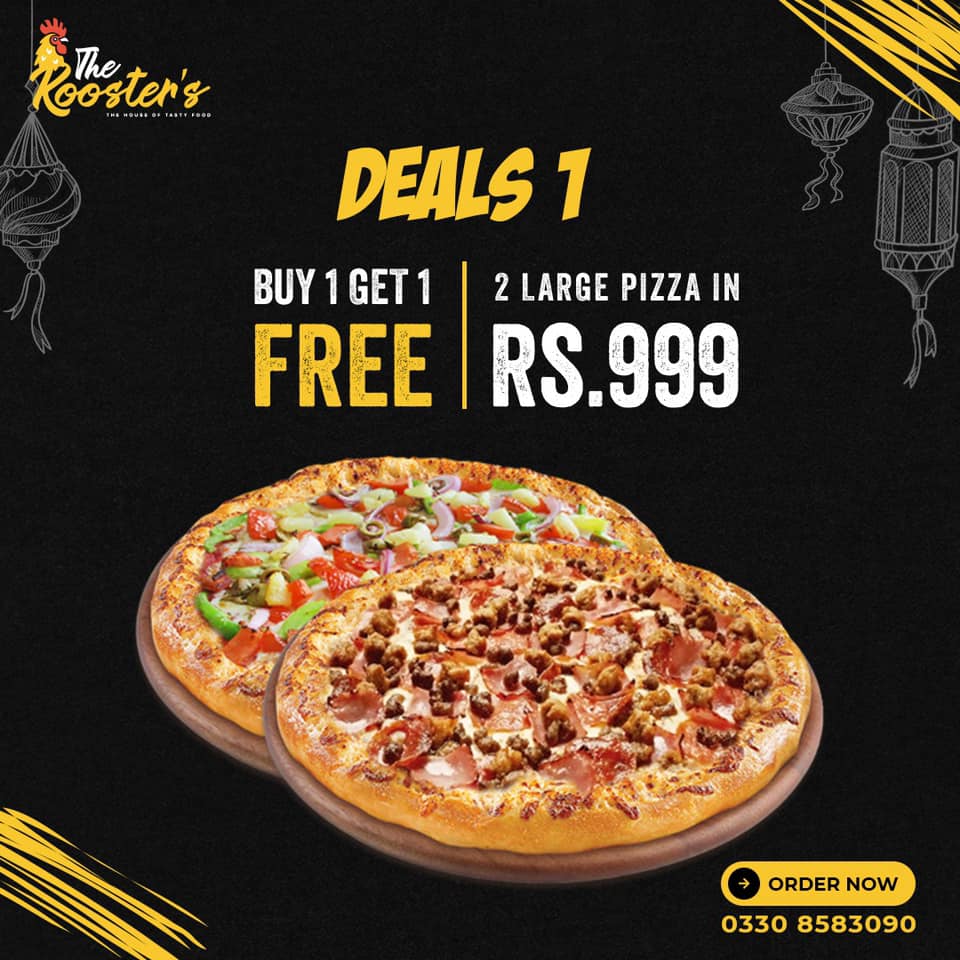 The
Rooster's
THE HOUSE OF TASTY FOOD
DEALS 1
BUY 1 GET 1
FREE
2 LARGE PIZZA IN
RS.999
ORDER NOW
0330 8583090